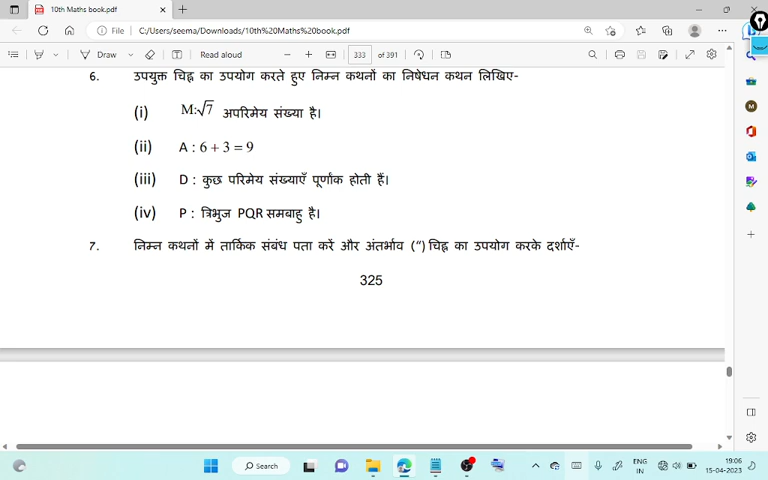 10th Maths book.pdf
File
C:/Users/seema/Downloads/10th%20Maths%20book.pdf
Draw
Read aloud
333
of 391
6. उपयुक्त चिह्न का उपयोग करते हुए निम्न कथनों का निषेधन कथन लिखिए-
(i) M:√7 अपरिमेय संख्या है।
(ii) A : 6 + 3 = 9
(iii) D : कुछ परिमेय संख्याएँ पूर्णांक होती हैं।
(iv) P : त्रिभुज PQR समबाहु है।
7. निम्न कथनों में तार्किक संबंध पता करें और अंतर्भाव (“) चिह्न का उपयोग करके दर्शाएँ-
325
Search
ENG
IN
19:06
15-04-2023